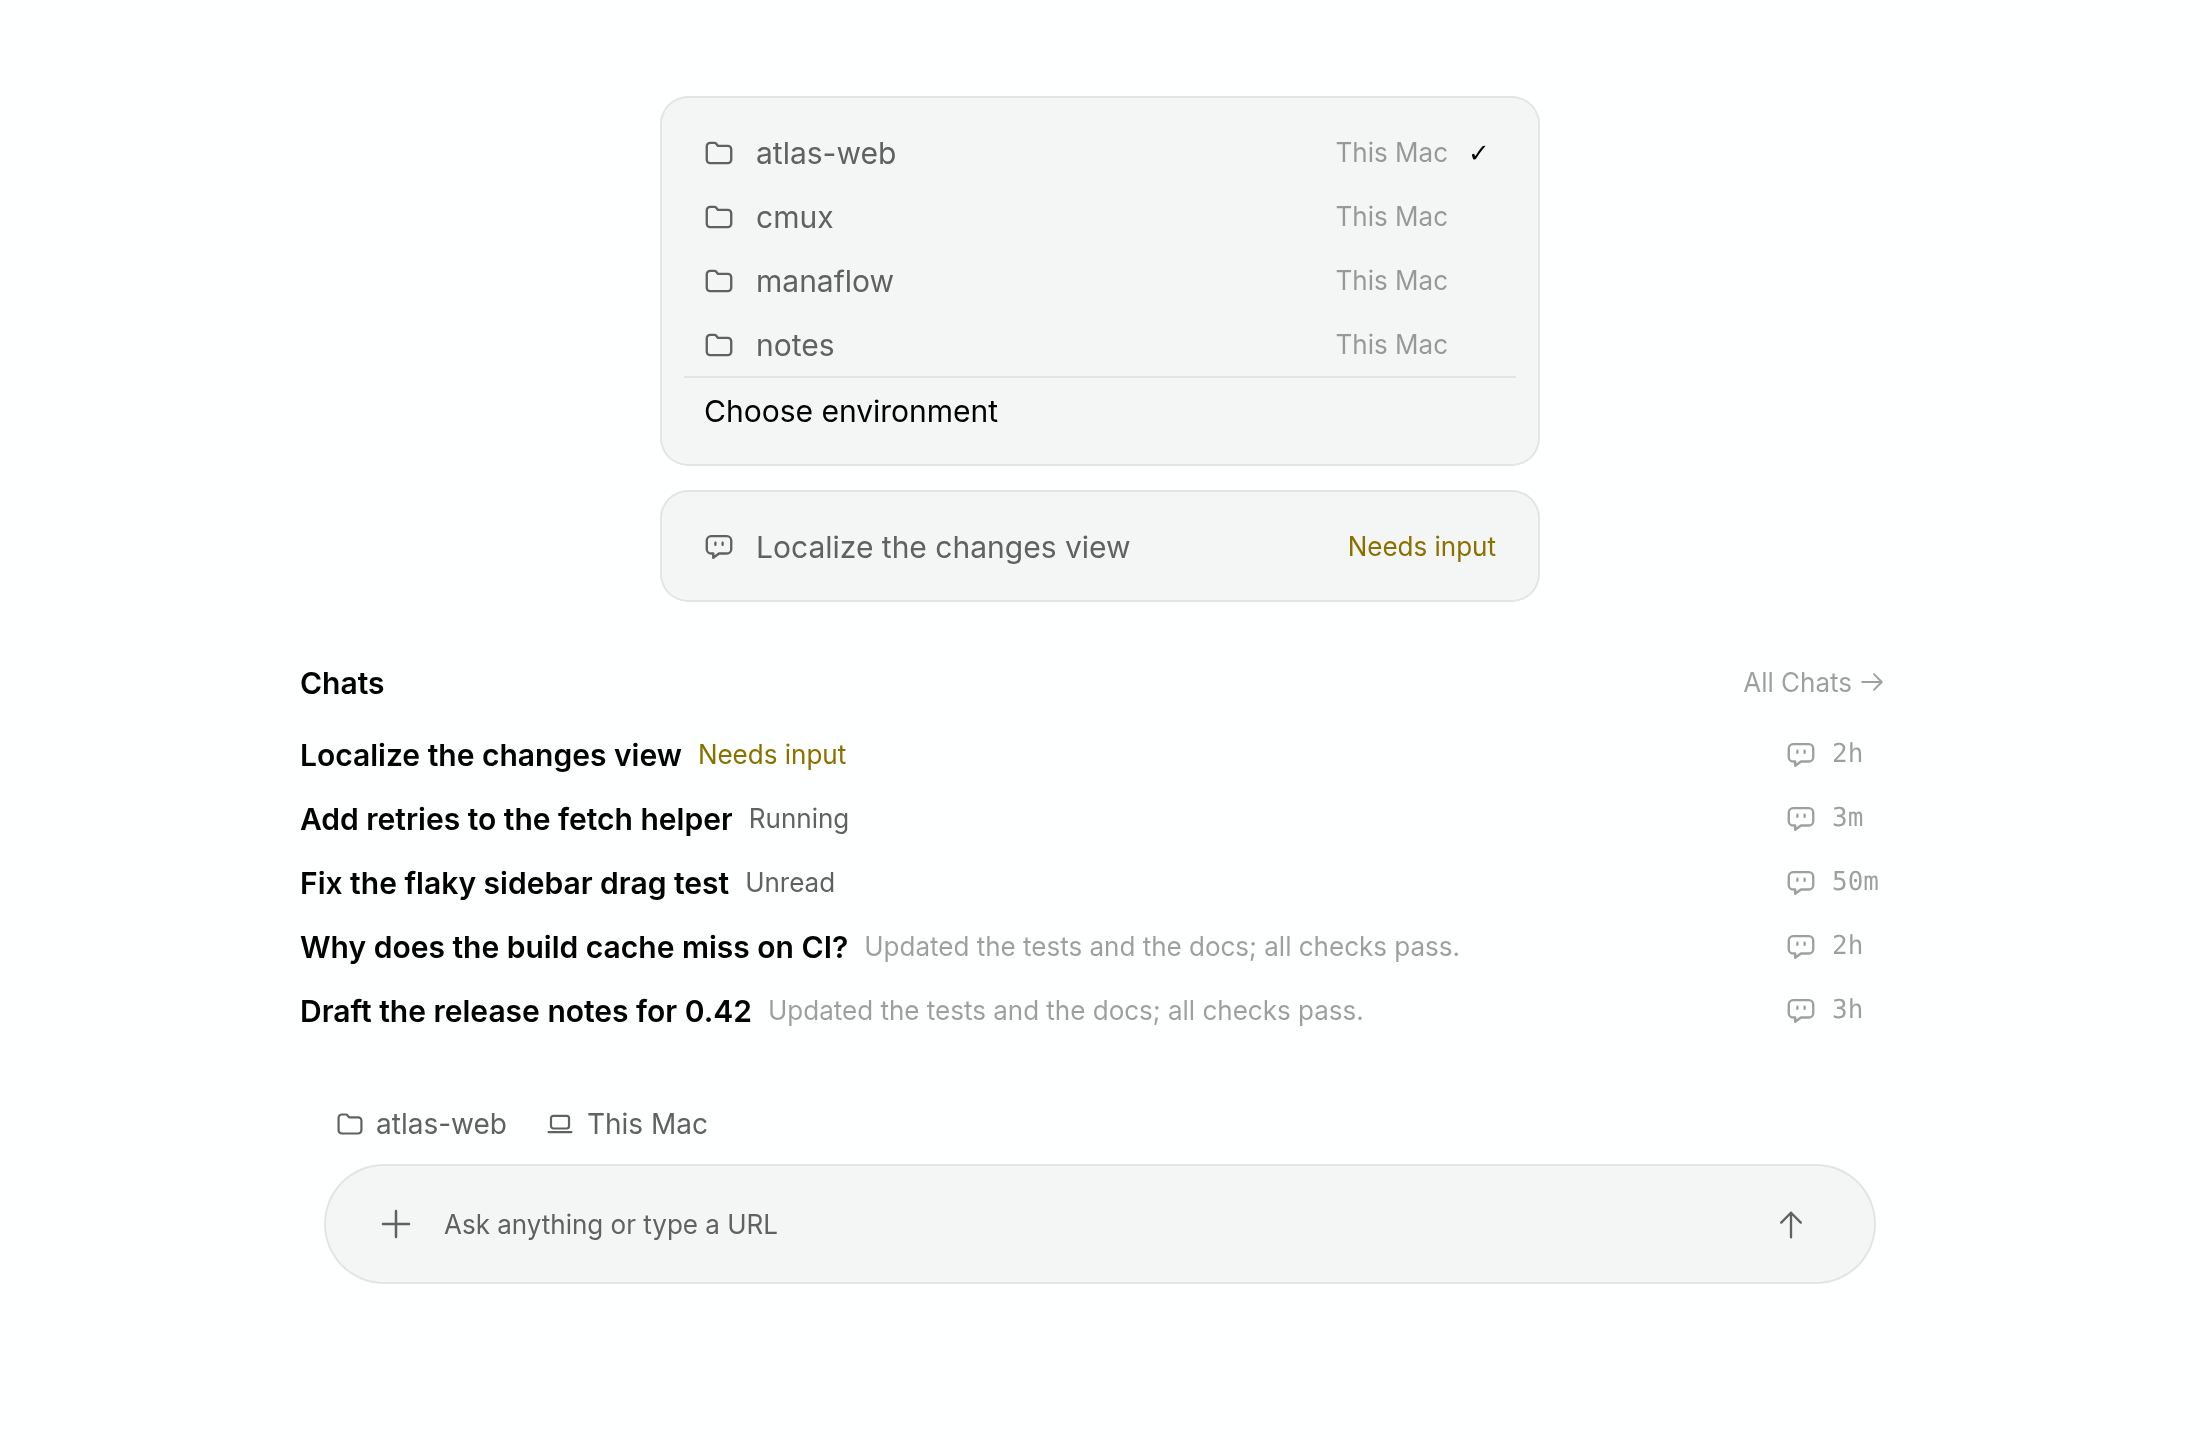 atlas-web This Mac ✓
cmux This Mac
manaflow This Mac
notes This Mac
Choose environment
Localize the changes view Needs input
Chats All Chats →
Localize the changes view Needs input 2h
Add retries to the fetch helper Running 3m
Fix the flaky sidebar drag test Unread 50m
Why does the build cache miss on CI? Updated the tests and the docs; all checks pass. 2h
Draft the release notes for 0.42 Updated the tests and the docs; all checks pass. 3h
atlas-web This Mac
Ask anything or type a URL